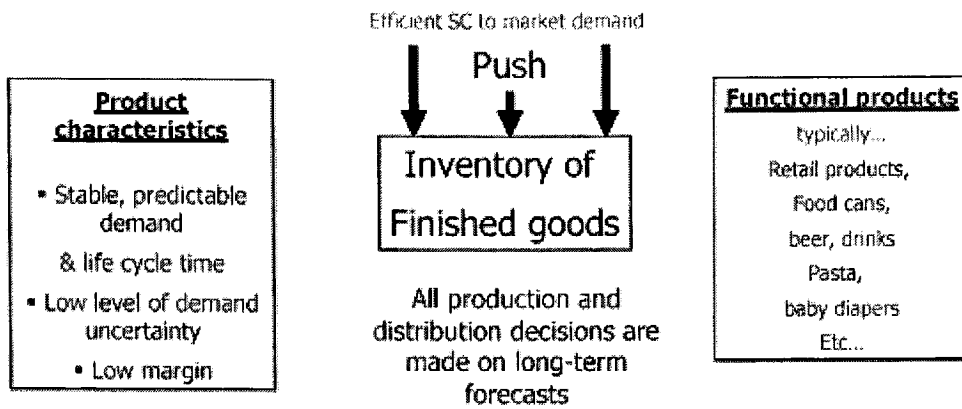 Efficient SC to market demand
Push
Inventory of
Finished goods
All production and
distribution decisions are
made on long-term
forecasts
Product
characteristics
▪ Stable, predictable
demand
& life cycle time
▪ Low level of demand
uncertainty
▪ Low margin
Functional products
typically...
Retail products,
Food cans,
beer, drinks
Pasta,
baby diapers
Etc...